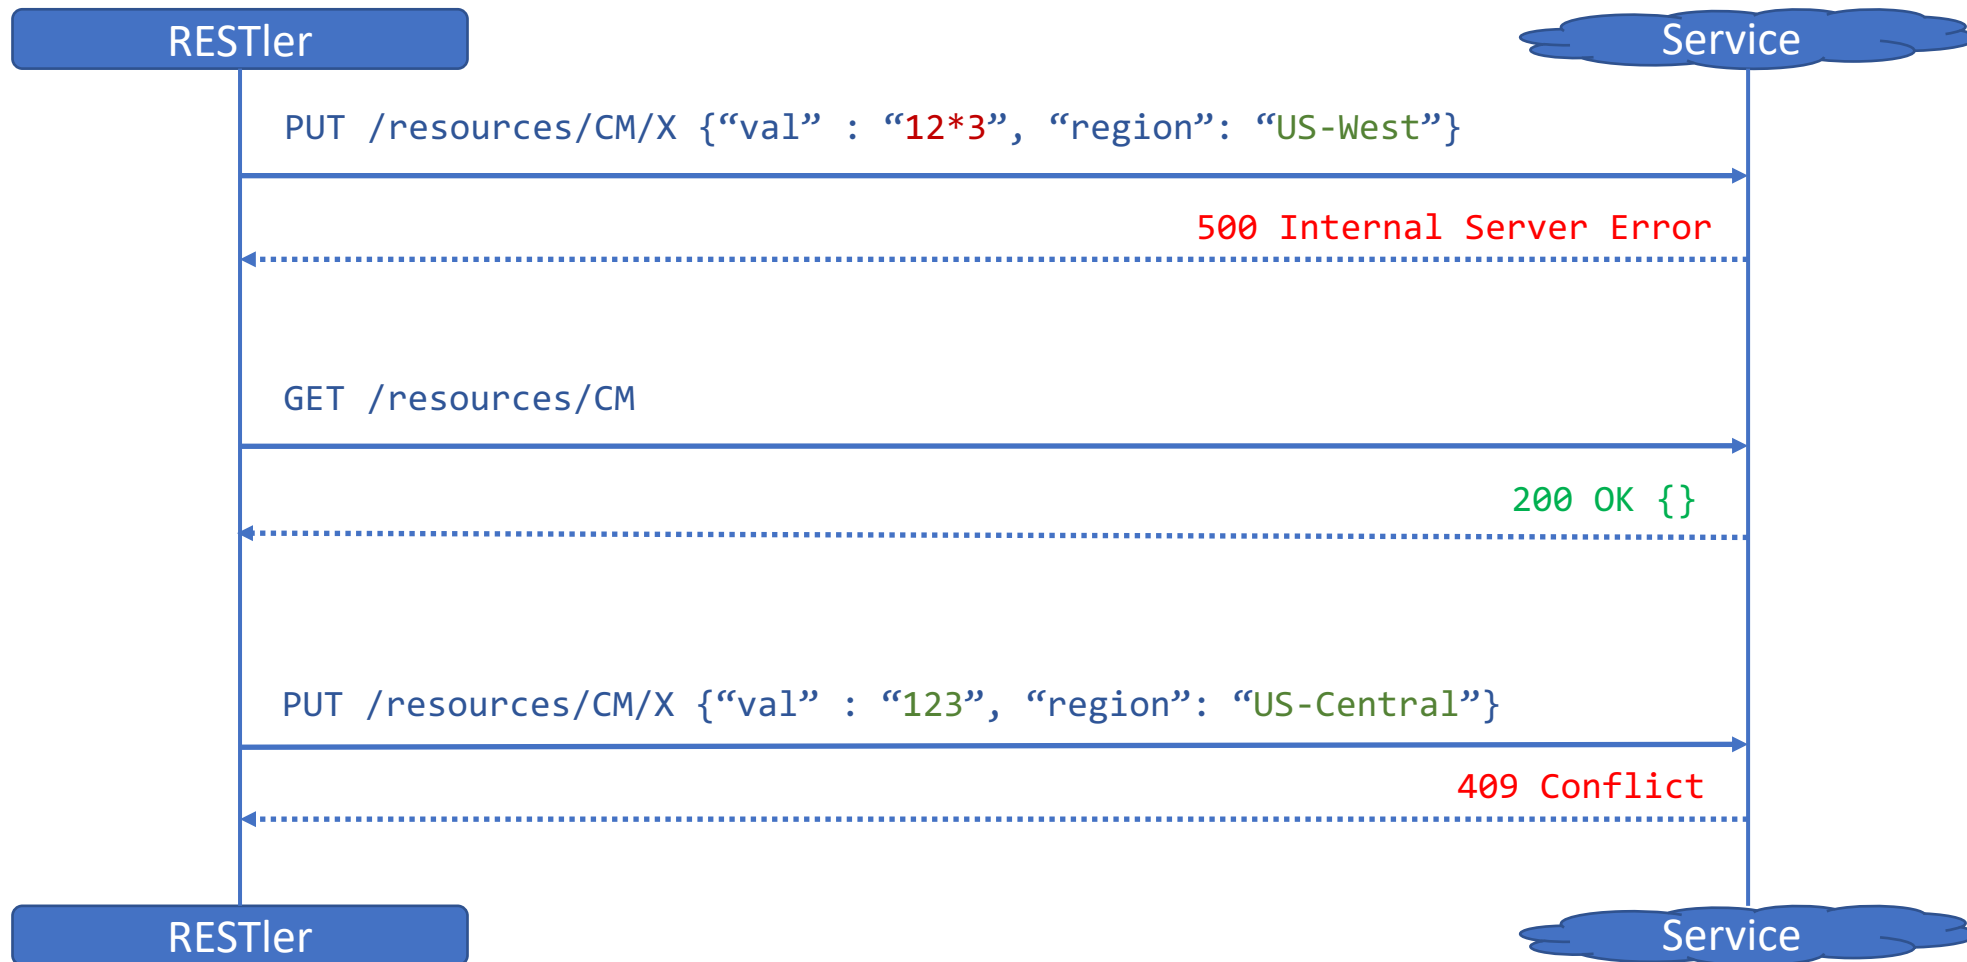 RESTler
Service
PUT /resources/CM/X {“val” : “12*3”, “region”: “US-West”}
500 Internal Server Error
GET /resources/CM
200 OK {}
PUT /resources/CM/X {“val” : “123”, “region”: “US-Central”}
409 Conflict
RESTler
Service